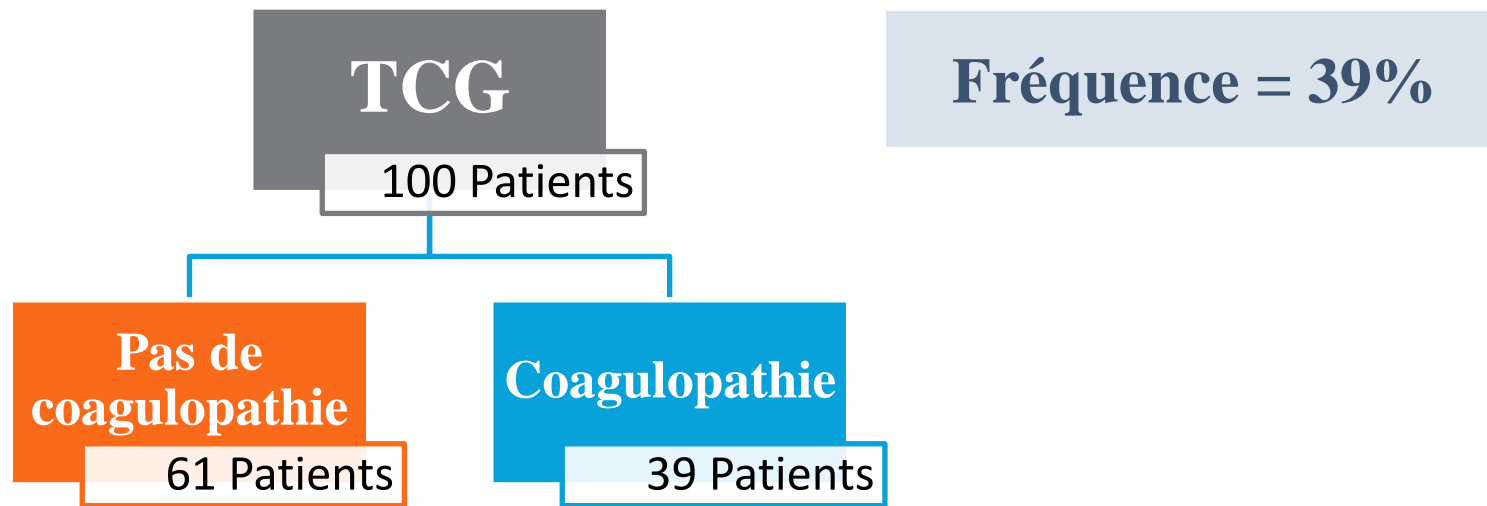 TCG
100 Patients
Fréquence = 39%
Pas de
coagulopathie
61 Patients
Coagulopathie
39 Patients